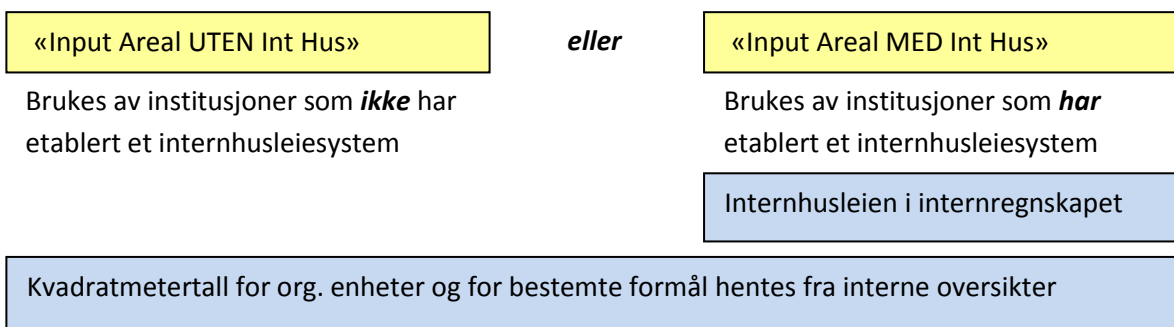 «Input Areal UTEN Int Hus»
eller
«Input Areal MED Int Hus»
Brukes av institusjoner som ikke har
etablert et internhusleiesystem
Brukes av institusjoner som har
etablert et internhusleiesystem
Internhusleien i internregnskapet
Kvadratmetertall for org. enheter og for bestemte formål hentes fra interne oversikter